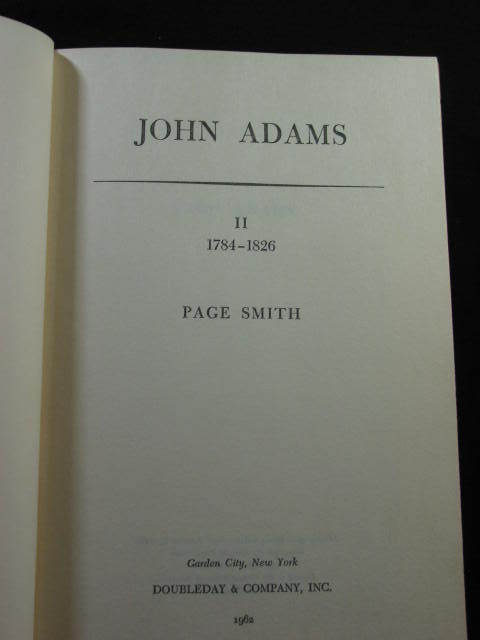 JOHN ADAMS
II
1784–1826
PAGE SMITH
Garden City, New York
DOUBLEDAY & COMPANY, INC.
1962